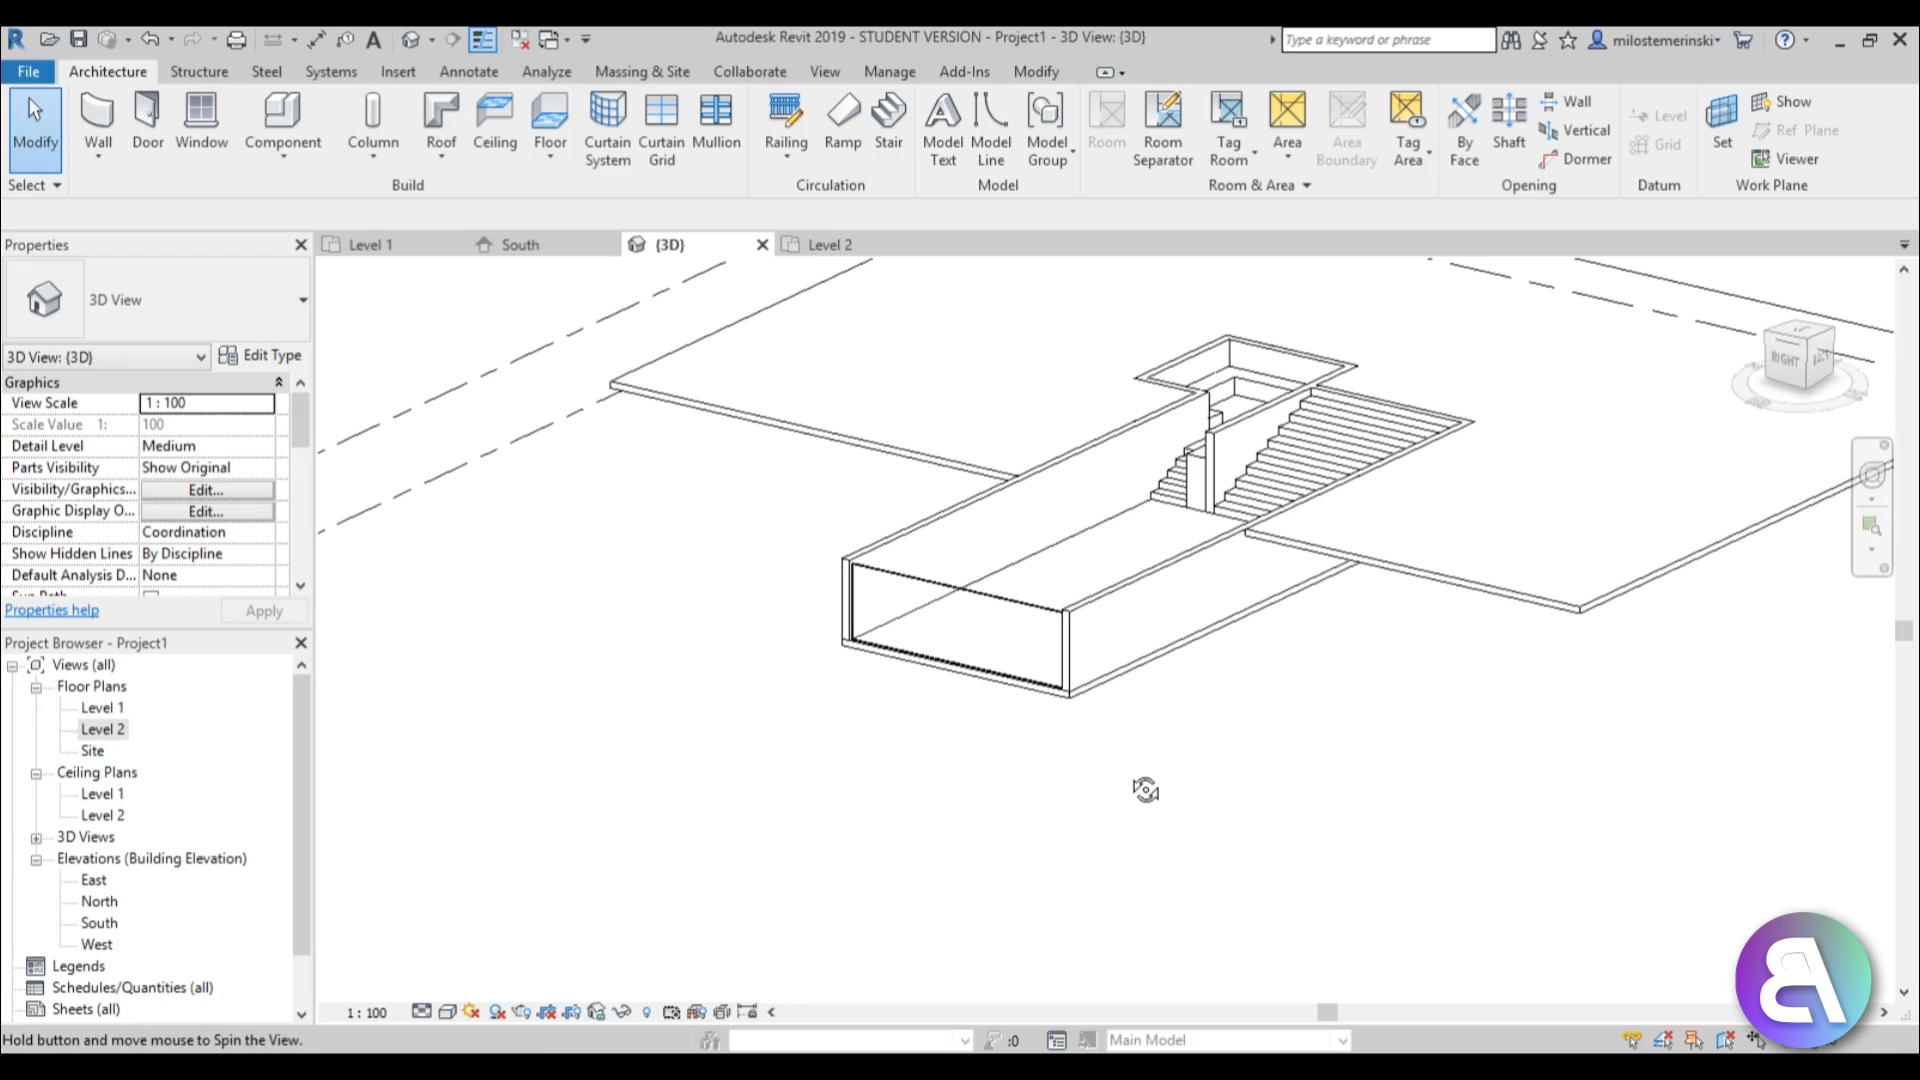 Autodesk Revit 2019 - STUDENT VERSION - Project1 - 3D View: {3D}
Type a keyword or phrase
milostemerinski
File Architecture Structure Steel Systems Insert Annotate Analyze Massing & Site Collaborate View Manage Add-Ins Modify
Modify Wall Door Window Component Column Roof Ceiling Floor Curtain System Curtain Grid Mullion Railing Ramp Stair Model Text Model Line Model Group Room Room Separator Tag Room Area Area Boundary Tag Area By Face Shaft Wall Vertical Dormer Level Grid Set Show Ref Plane Viewer
Select Build Circulation Model Room & Area Opening Datum Work Plane
Properties
Level 1 South {3D} Level 2
3D View
3D View: {3D} Edit Type
Graphics
View Scale 1 : 100
Scale Value 1: 100
Detail Level Medium
Parts Visibility Show Original
Visibility/Graphics... Edit...
Graphic Display O... Edit...
Discipline Coordination
Show Hidden Lines By Discipline
Default Analysis D... None
Properties help Apply
RIGHT
Project Browser - Project1
Views (all)
Floor Plans
Level 1
Level 2
Site
Ceiling Plans
Level 1
Level 2
3D Views
Elevations (Building Elevation)
East
North
South
West
Legends
Schedules/Quantities (all)
Sheets (all)
1 : 100
Hold button and move mouse to Spin the View.
:0
Main Model